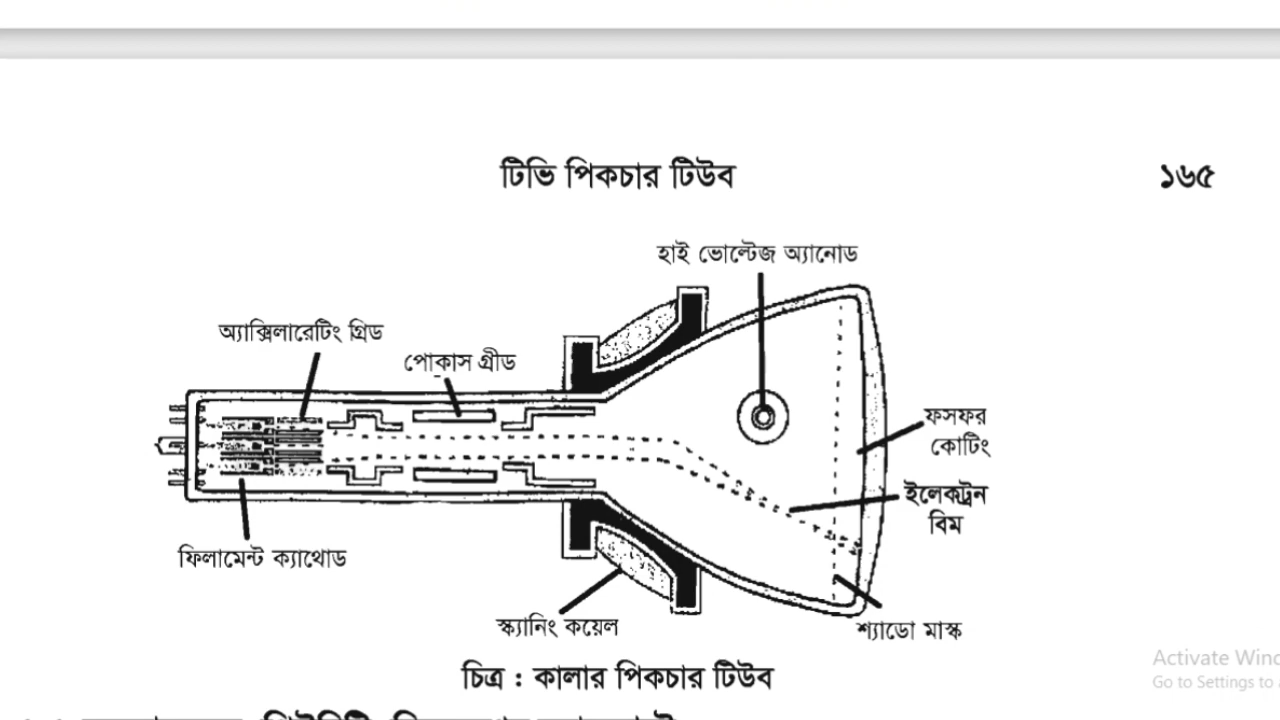 টিভি পিকচার টিউব ১৬৫
হাই ভোল্টেজ অ্যানোড
অ্যাক্সিলারেটিং গ্রিড
পোকাস গ্রীড
ফসফর
কোটিং
ইলেকট্রন
বিম
ফিলামেন্ট ক্যাথোড
স্ক্যানিং কয়েল
শ্যাডো মাস্ক
চিত্র : কালার পিকচার টিউব
Activate Wind
Go to Settings to